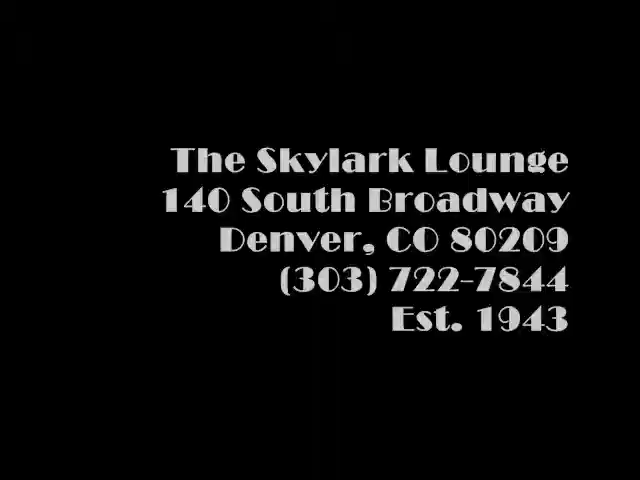 The Skylark Lounge
140 South Broadway
Denver, CO 80209
(303) 722-7844
Est. 1943